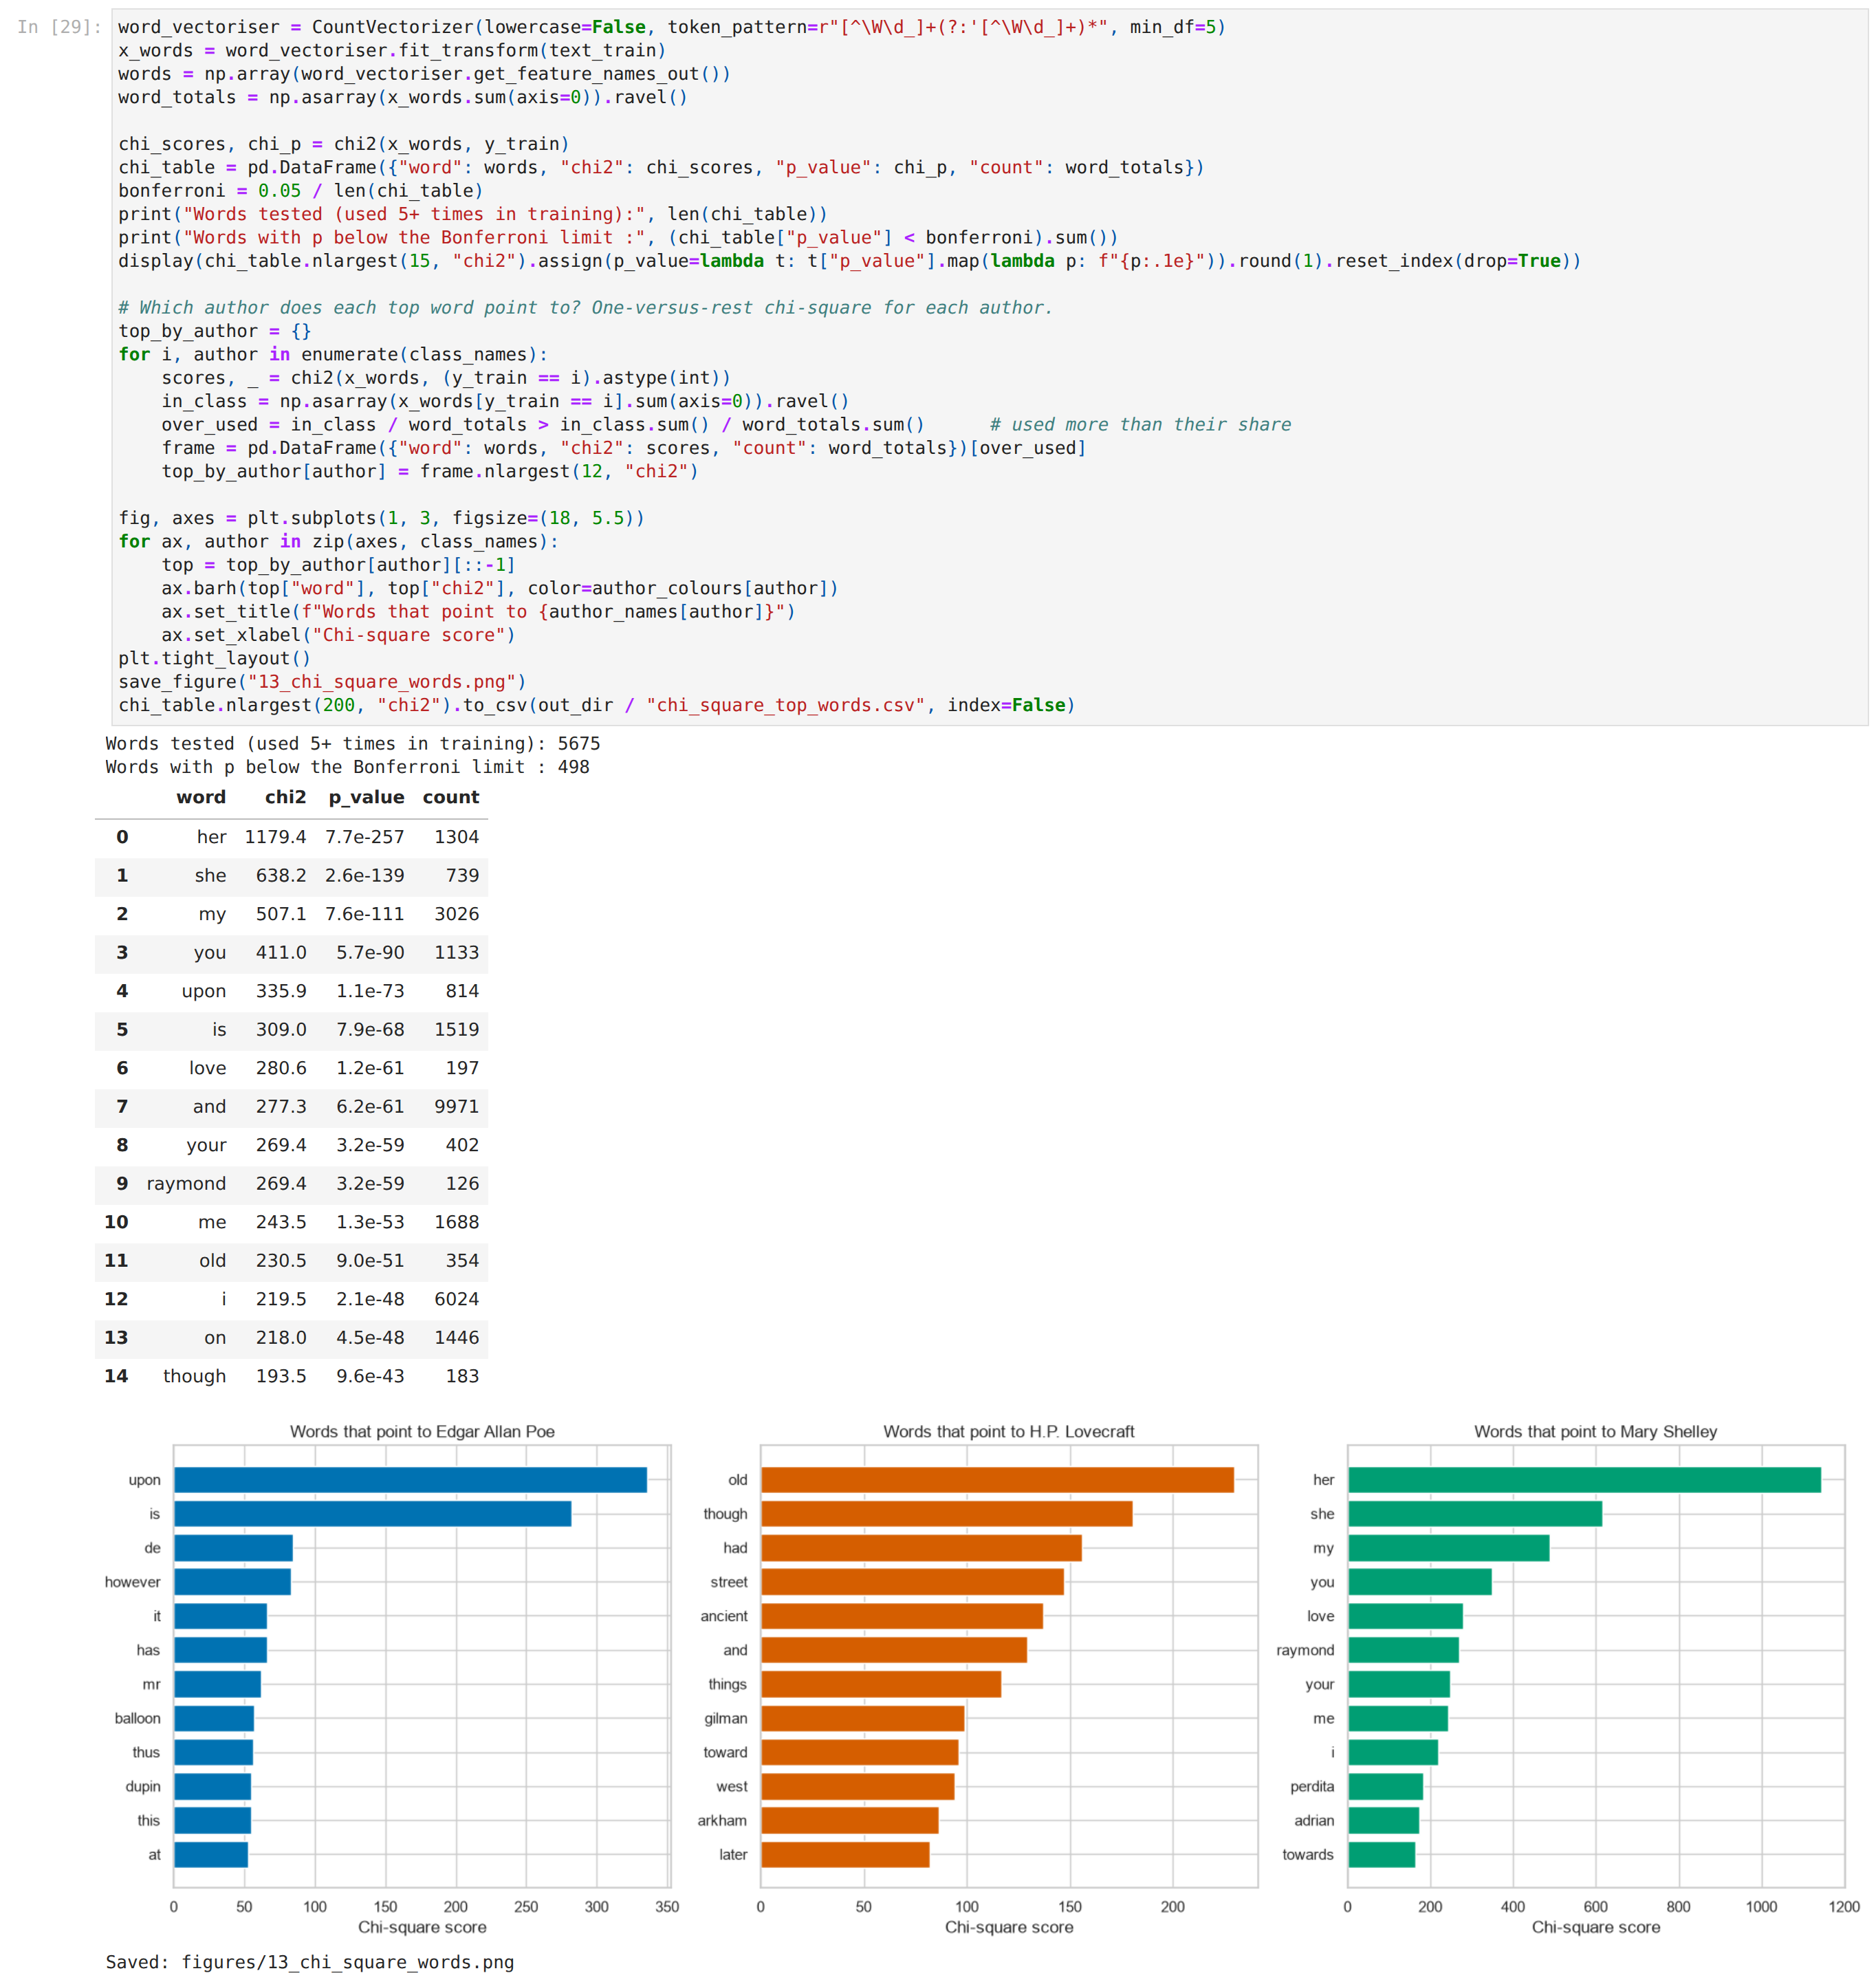 In [29]:
word_vectoriser = CountVectorizer(lowercase=False, token_pattern=r"[^\W\d_]+(?:'[^\W\d_]+)*", min_df=5)
x_words = word_vectoriser.fit_transform(text_train)
words = np.array(word_vectoriser.get_feature_names_out())
word_totals = np.asarray(x_words.sum(axis=0)).ravel()

chi_scores, chi_p = chi2(x_words, y_train)
chi_table = pd.DataFrame({"word": words, "chi2": chi_scores, "p_value": chi_p, "count": word_totals})
bonferroni = 0.05 / len(chi_table)
print("Words tested (used 5+ times in training):", len(chi_table))
print("Words with p below the Bonferroni limit :", (chi_table["p_value"] < bonferroni).sum())
display(chi_table.nlargest(15, "chi2").assign(p_value=lambda t: t["p_value"].map(lambda p: f"{p:.1e}")).round(1).reset_index(drop=True))

# Which author does each top word point to? One-versus-rest chi-square for each author.
top_by_author = {}
for i, author in enumerate(class_names):
    scores, _ = chi2(x_words, (y_train == i).astype(int))
    in_class = np.asarray(x_words[y_train == i].sum(axis=0)).ravel()
    over_used = in_class / word_totals > in_class.sum() / word_totals.sum()      # used more than their share
    frame = pd.DataFrame({"word": words, "chi2": scores, "count": word_totals})[over_used]
    top_by_author[author] = frame.nlargest(12, "chi2")

fig, axes = plt.subplots(1, 3, figsize=(18, 5.5))
for ax, author in zip(axes, class_names):
    top = top_by_author[author][::-1]
    ax.barh(top["word"], top["chi2"], color=author_colours[author])
    ax.set_title(f"Words that point to {author_names[author]}")
    ax.set_xlabel("Chi-square score")
plt.tight_layout()
save_figure("13_chi_square_words.png")
chi_table.nlargest(200, "chi2").to_csv(out_dir / "chi_square_top_words.csv", index=False)
Words tested (used 5+ times in training): 5675
Words with p below the Bonferroni limit : 498
word chi2 p_value count
0 her 1179.4 7.7e-257 1304
1 she 638.2 2.6e-139 739
2 my 507.1 7.6e-111 3026
3 you 411.0 5.7e-90 1133
4 upon 335.9 1.1e-73 814
5 is 309.0 7.9e-68 1519
6 love 280.6 1.2e-61 197
7 and 277.3 6.2e-61 9971
8 your 269.4 3.2e-59 402
9 raymond 269.4 3.2e-59 126
10 me 243.5 1.3e-53 1688
11 old 230.5 9.0e-51 354
12 i 219.5 2.1e-48 6024
13 on 218.0 4.5e-48 1446
14 though 193.5 9.6e-43 183
Words that point to Edgar Allan Poe
upon
is
de
however
it
has
mr
balloon
thus
dupin
this
at
0 50 100 150 200 250 300 350
Chi-square score
Words that point to H.P. Lovecraft
old
though
had
street
ancient
and
things
gilman
toward
west
arkham
later
0 50 100 150 200
Chi-square score
Words that point to Mary Shelley
her
she
my
you
love
raymond
your
me
i
perdita
adrian
towards
0 200 400 600 800 1000 1200
Chi-square score
Saved: figures/13_chi_square_words.png